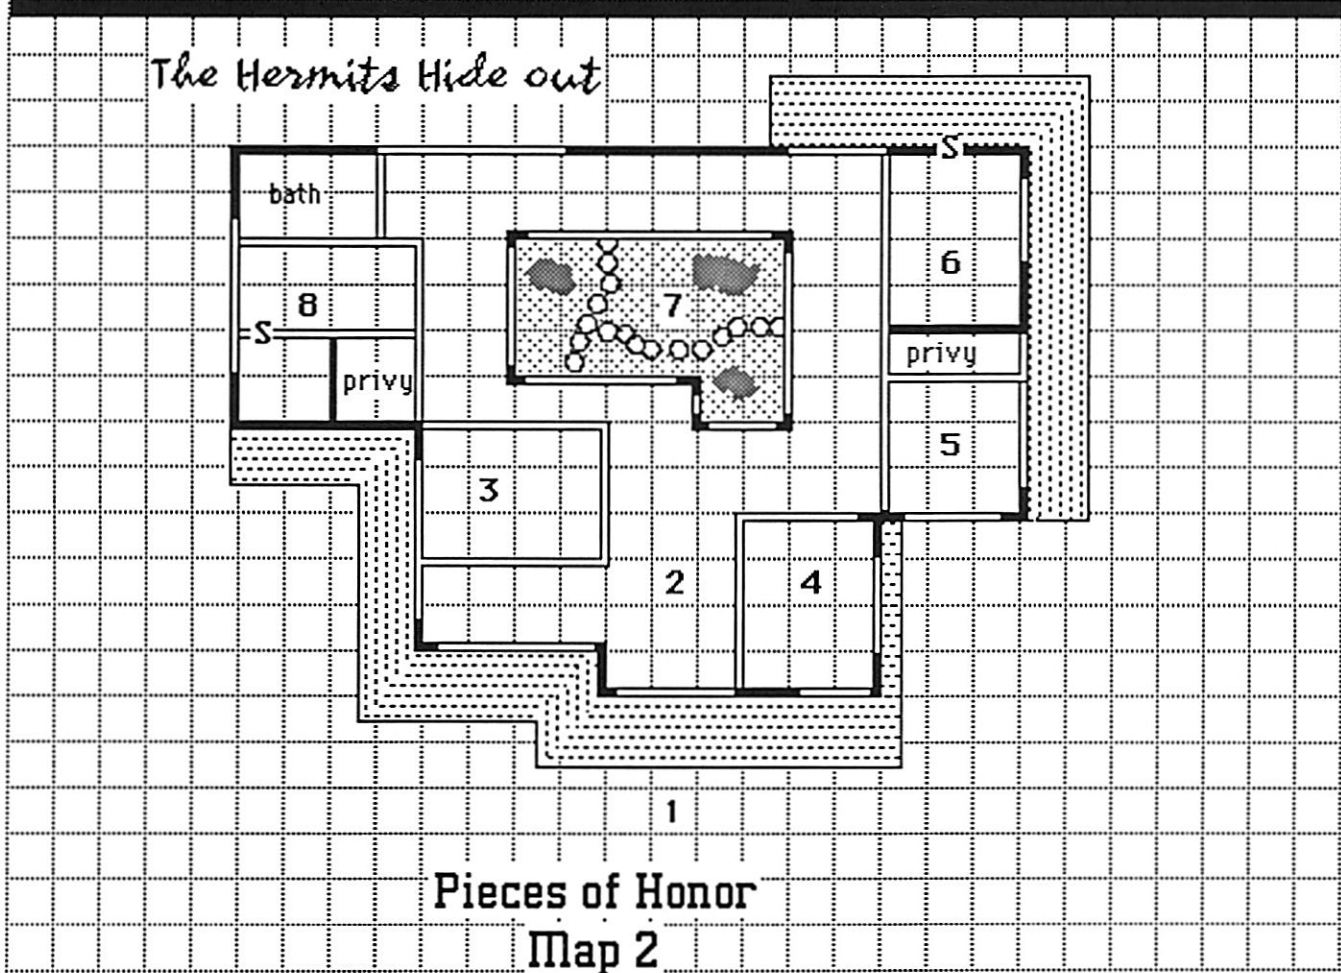 The Hermits Hide out
S
bath
6
8
7
S
privy
privy
5
3
2
4
1
Pieces of Honor
Map 2